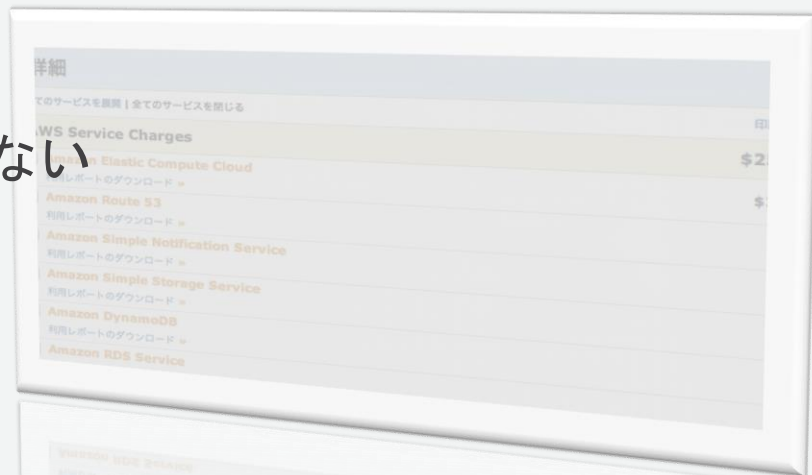 ない
詳細
てのサービスを展開 | 全てのサービスを閉じる
印
WS Service Charges
$2
Amazon Elastic Compute Cloud
利用レポートのダウンロード »
$
Amazon Route 53
利用レポートのダウンロード »
Amazon Simple Notification Service
利用レポートのダウンロード »
Amazon Simple Storage Service
利用レポートのダウンロード »
Amazon DynamoDB
利用レポートのダウンロード »
Amazon RDS Service